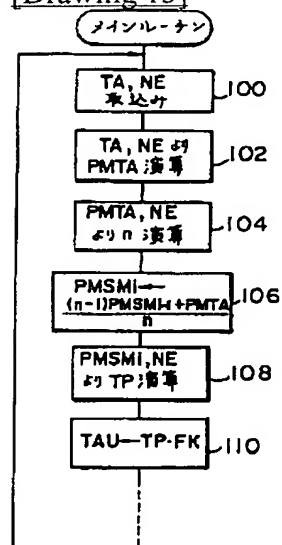 [Drawing 15]
メインルーチン
TA, NE
取込み
100
TA, NE より
PMTA 演算
102
PMTA, NE
より n 演算
104
PMSMi←
(n-1)PMSMi-1+PMTA
n
106
PMSMi, NE
より TP 演算
108
TAU←TP·FK
110